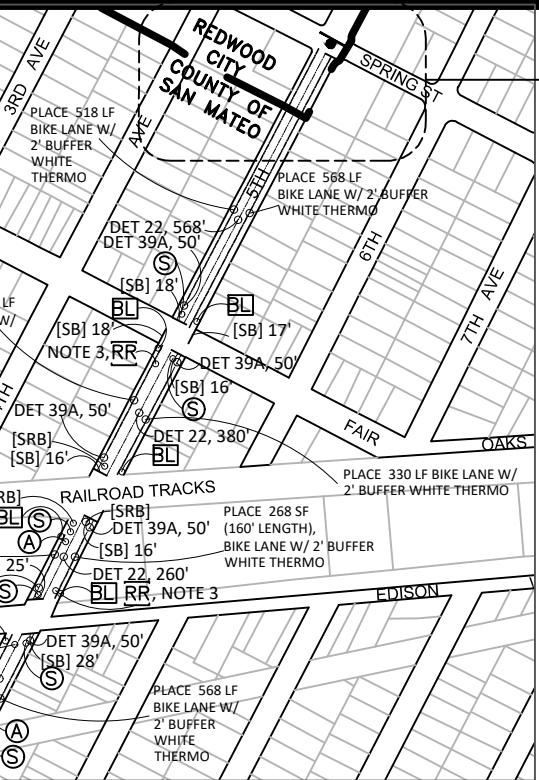 REDWOOD
CITY
COUNTY OF
SAN MATEO
SPRING ST
3RD AVE
AVE
PLACE 518 LF
BIKE LANE W/
2' BUFFER
WHITE
THERMO
5TH
PLACE 568 LF
BIKE LANE W/ 2' BUFFER
WHITE THERMO
6TH
7TH AVE
DET 22, 568'
DET 39A, 50'
S
[SB] 18'
BL
BL
[SB] 17'
LF
W/
[SB] 18'
NOTE 3, RR
DET 39A, 50'
[SB] 16'
S
DET 39A, 50'
DET 22, 380'
[SRB]
[SB] 16'
BL
FAIR
OAKS
PLACE 330 LF BIKE LANE W/
2' BUFFER WHITE THERMO
RAILROAD TRACKS
RB]
BL
S
[SRB]
DET 39A, 50'
A
[SB] 16'
PLACE 268 SF
(160' LENGTH),
BIKE LANE W/ 2' BUFFER
WHITE THERMO
25'
DET 22, 260'
S
BL RR, NOTE 3
EDISON
DET 39A, 50'
[SB] 28'
S
PLACE 568 LF
BIKE LANE W/
2' BUFFER
WHITE
THERMO
A
S